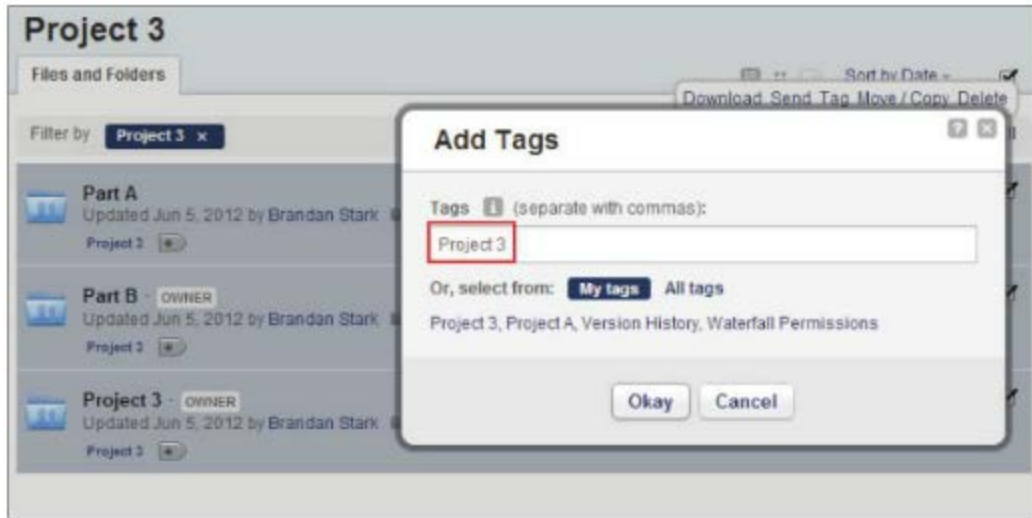 Project 3
Files and Folders
Sort by Date
Download Send Tag Move / Copy Delete
Filter by Project 3 x
Part A
Updated Jun 5, 2012 by Brandan Stark
Project 3
Part B · OWNER
Updated Jun 5, 2012 by Brandan Stark
Project 3
Project 3 · OWNER
Updated Jun 5, 2012 by Brandan Stark
Project 3
Add Tags
Tags (separate with commas):
Project 3
Or, select from: My tags All tags
Project 3, Project A, Version History, Waterfall Permissions
Okay Cancel